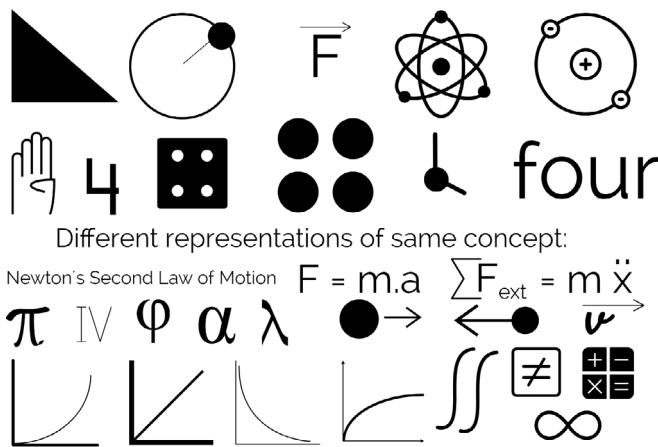 F
4 four
Different representations of same concept:
Newton´s Second Law of Motion F = m.a ∑F ext = m ẍ
π IV φ α λ v
∫∫ ≠ + − × =
∞